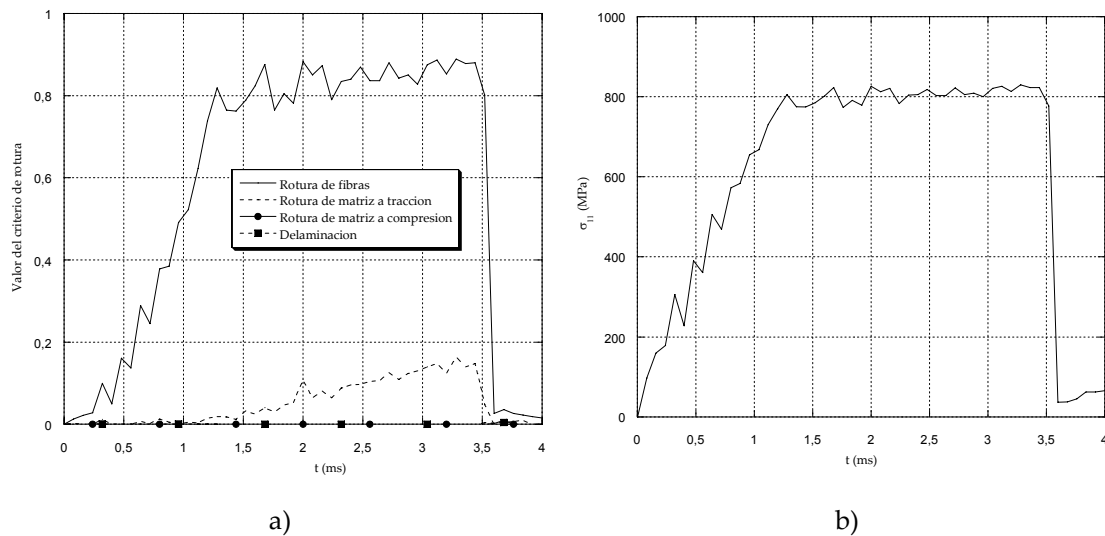 1
0,8
0,6
0,4
0,2
0
Valor del criterio de rotura
0 0,5 1 1,5 2 2,5 3 3,5 4
t (ms)
Rotura de fibras
Rotura de matriz a traccion
Rotura de matriz a compresion
Delaminacion
a)
1000
800
600
400
200
0
σ₁₁ (MPa)
0 0,5 1 1,5 2 2,5 3 3,5 4
t (ms)
b)